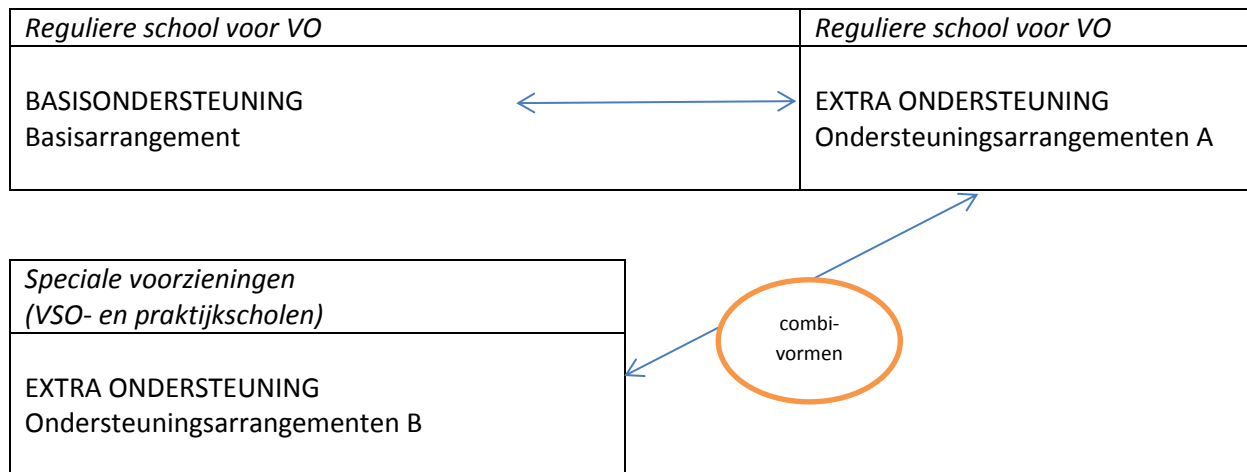 Reguliere school voor VO
Reguliere school voor VO
BASISONDERSTEUNING
Basisarrangement
EXTRA ONDERSTEUNING
Ondersteuningsarrangementen A
Speciale voorzieningen
(VSO- en praktijkscholen)
EXTRA ONDERSTEUNING
Ondersteuningsarrangementen B
combi-
vormen